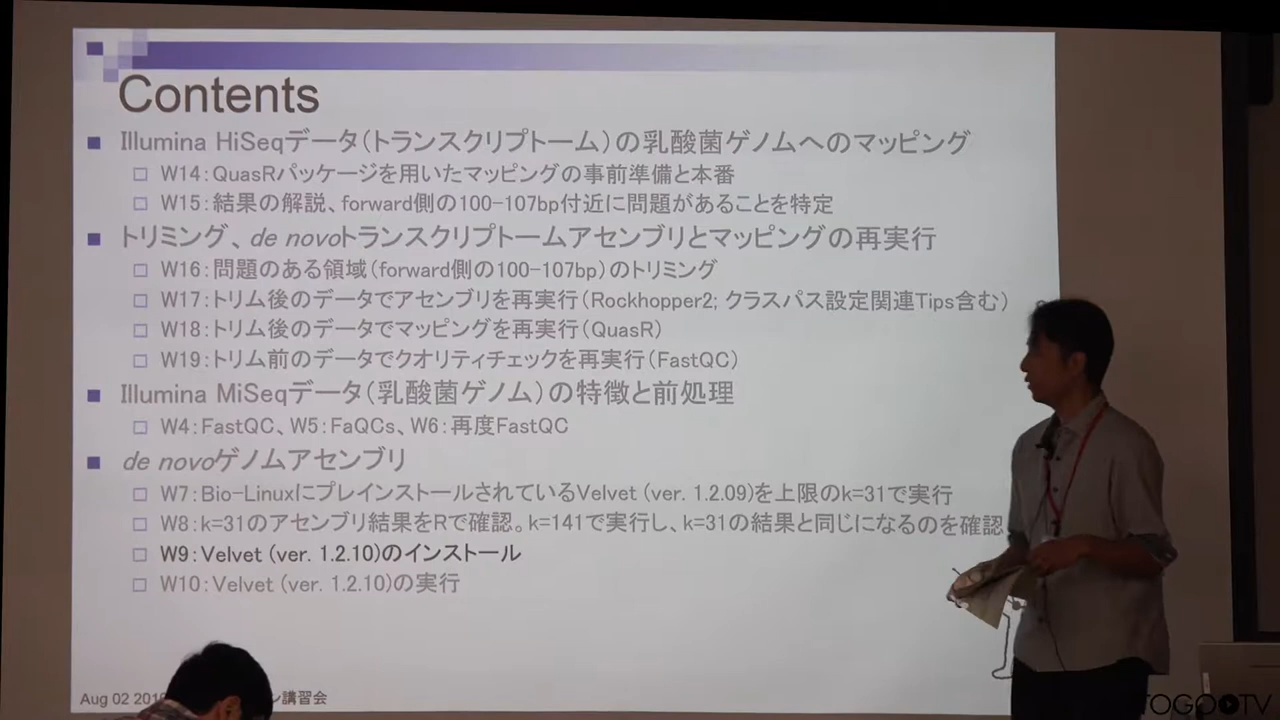 Contents
Illumina HiSeqデータ(トランスクリプトーム)の乳酸菌ゲノムへのマッピング
W14:QuasRパッケージを用いたマッピングの事前準備と本番
W15:結果の解説、forward側の100-107bp付近に問題があることを特定
トリミング、de novoトランスクリプトームアセンブリとマッピングの再実行
W16:問題のある領域(forward側の100-107bp)のトリミング
W17:トリム後のデータでアセンブリを再実行(Rockhopper2; クラスパス設定関連Tips含む)
W18:トリム後のデータでマッピングを再実行(QuasR)
W19:トリム前のデータでクオリティチェックを再実行(FastQC)
Illumina MiSeqデータ(乳酸菌ゲノム)の特徴と前処理
W4:FastQC、W5:FaQCs、W6:再度FastQC
de novoゲノムアセンブリ
W7:Bio-LinuxにプレインストールされているVelvet (ver. 1.2.09)を上限のk=31で実行
W8:k=31のアセンブリ結果をRで確認。k=141で実行し、k=31の結果と同じになるのを確認
W9:Velvet (ver. 1.2.10)のインストール
W10:Velvet (ver. 1.2.10)の実行
Aug 02 講習会
TOGOTV